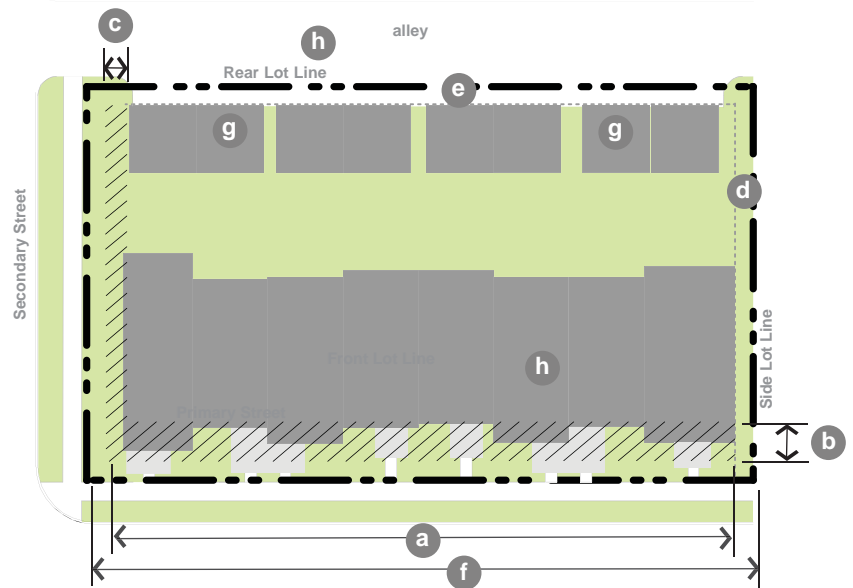 c
h
alley
Rear Lot Line
e
g
g
d
Secondary Street
Front Lot Line
h
Side Lot Line
Primary Street
b
a
f